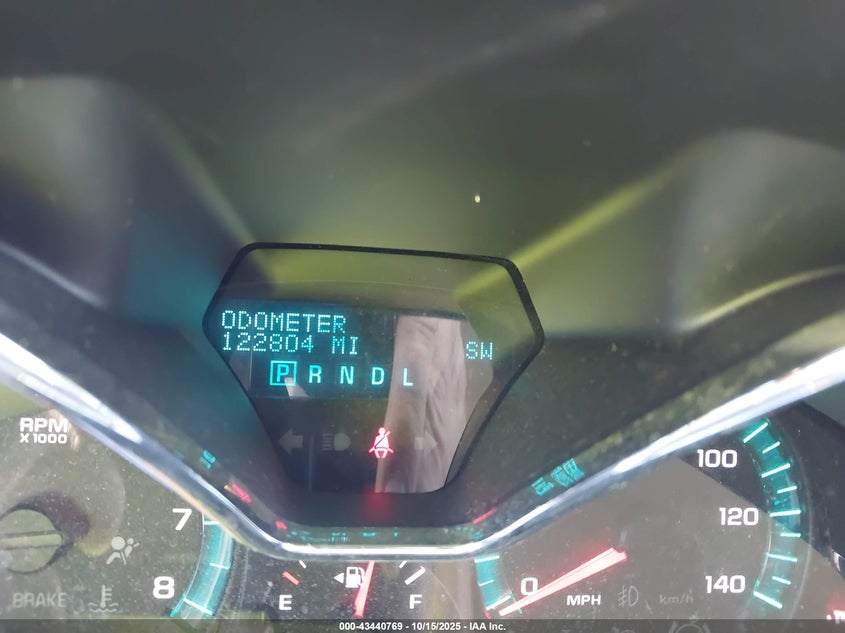 ODOMETER
122804 MI
SW
P R N D L
RPM
X 1000
7
8
BRAKE
E
F
0
MPH
km/h
100
120
140
000-43440769 - 10/15/2025 - IAA Inc.